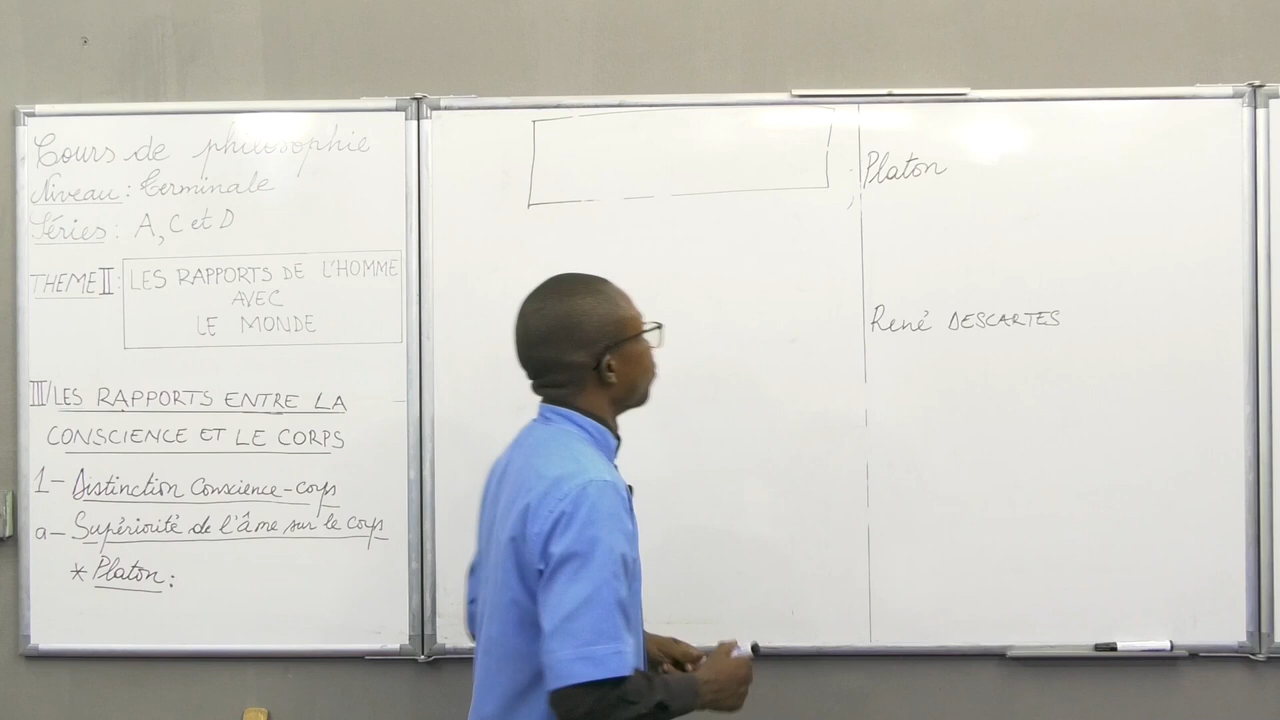 Cours de philosophie
Niveau : Terminale
Séries : A, C et D
THEME II : LES RAPPORTS DE L'HOMME
AVEC
LE MONDE
III/ LES RAPPORTS ENTRE LA
CONSCIENCE ET LE CORPS
1- Distinction Conscience-corps
a- Supériorité de l'âme sur le corps
* Platon :
Platon
René DESCARTES